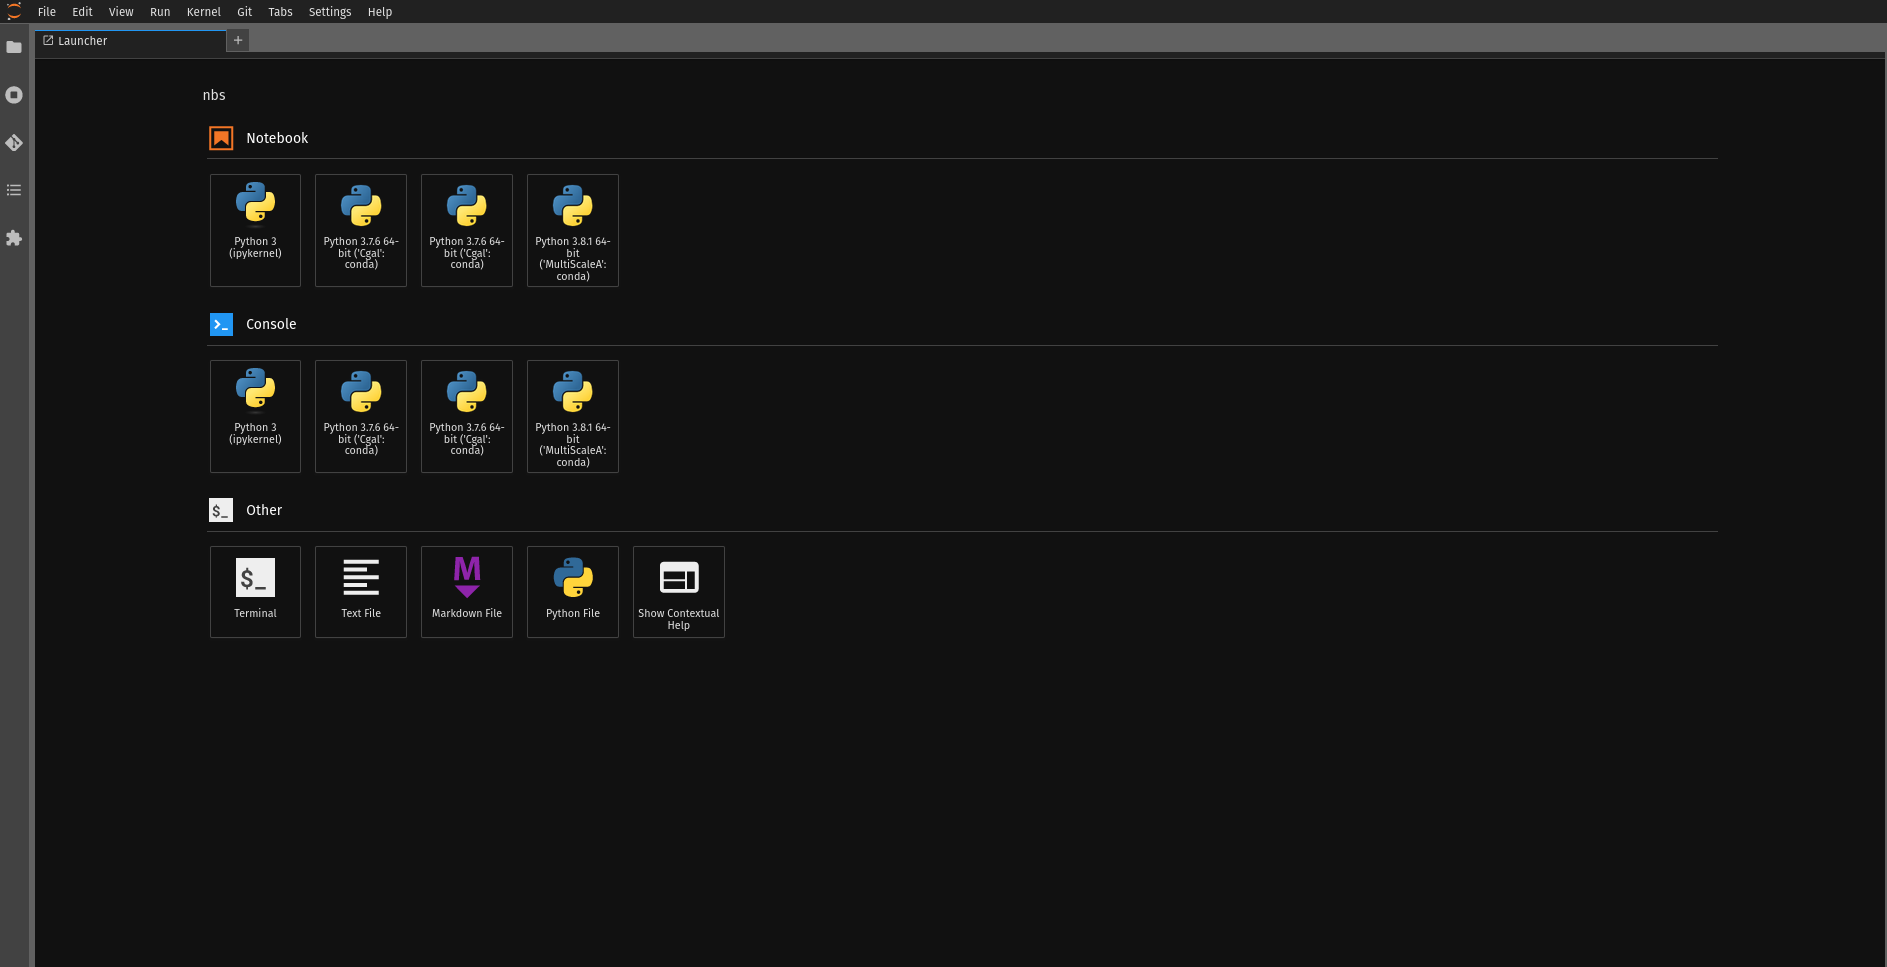 File Edit View Run Kernel Git Tabs Settings Help
Launcher
nbs
Notebook
Python 3
(ipykernel)
Python 3.7.6 64-
bit ('Cgal':
conda)
Python 3.7.6 64-
bit ('Cgal':
conda)
Python 3.8.1 64-
bit
('MultiScaleA':
conda)
Console
Python 3
(ipykernel)
Python 3.7.6 64-
bit ('Cgal':
conda)
Python 3.7.6 64-
bit ('Cgal':
conda)
Python 3.8.1 64-
bit
('MultiScaleA':
conda)
$_ Other
$_
Terminal
Text File
M
Markdown File
Python File
Show Contextual
Help